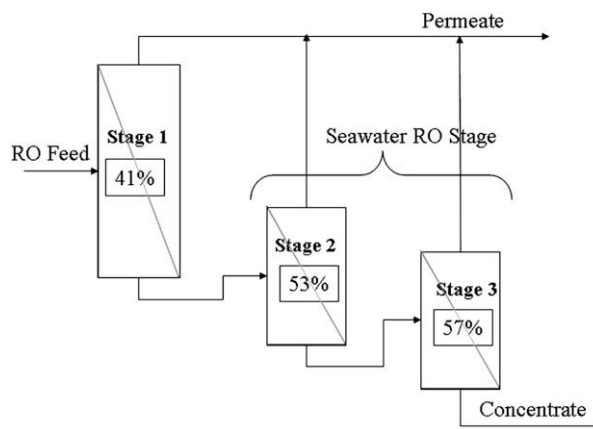 Permeate
Stage 1
Seawater RO Stage
RO Feed
41%
Stage 2
53%
Stage 3
57%
Concentrate